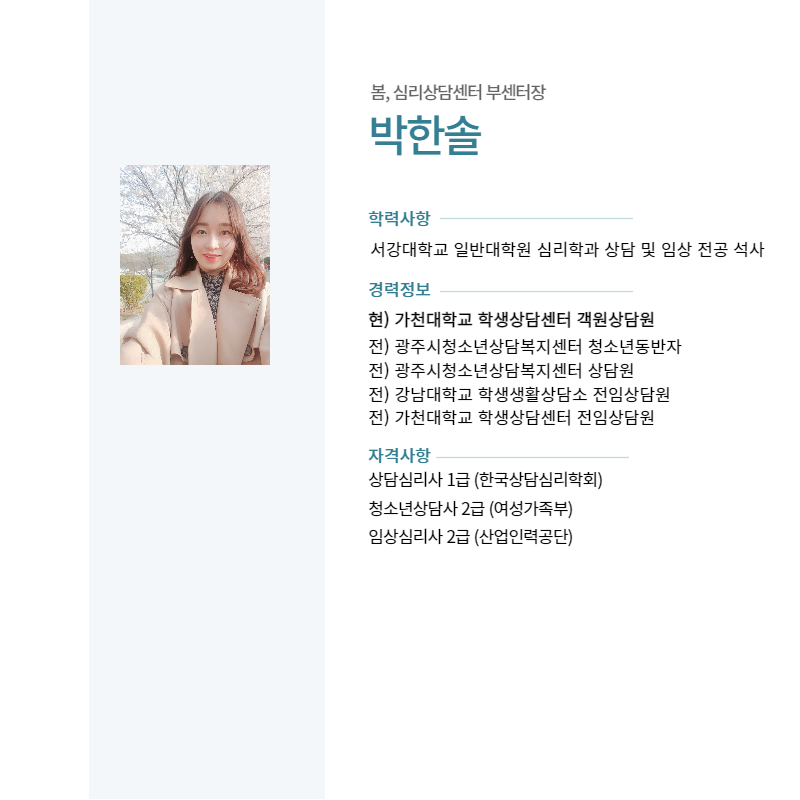 봄, 심리상담센터 부센터장
박한솔
학력사항
서강대학교 일반대학원 심리학과 상담 및 임상 전공 석사
경력정보
현) 가천대학교 학생상담센터 객원상담원
전) 광주시청소년상담복지센터 청소년동반자
전) 광주시청소년상담복지센터 상담원
전) 강남대학교 학생생활상담소 전임상담원
전) 가천대학교 학생상담센터 전임상담원
자격사항
상담심리사 1급 (한국상담심리학회)
청소년상담사 2급 (여성가족부)
임상심리사 2급 (산업인력공단)